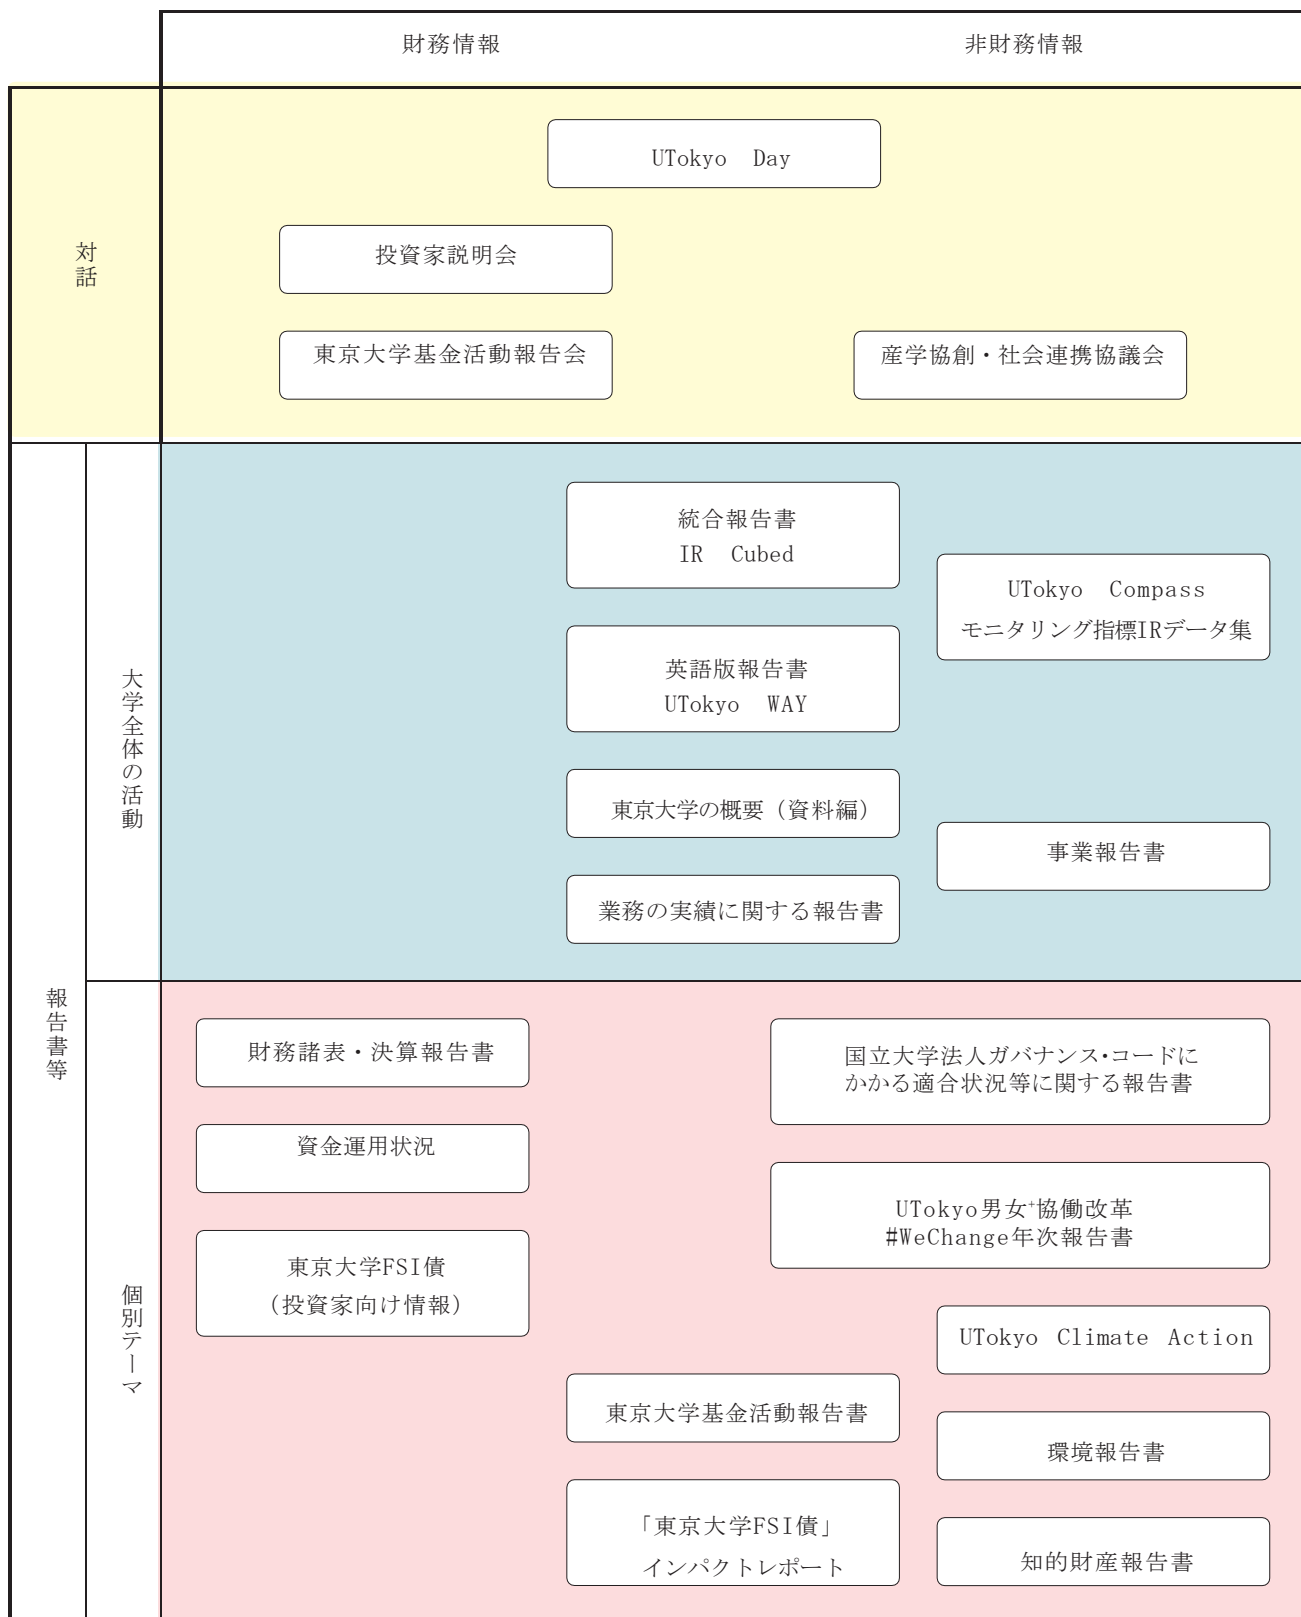 財務情報
非財務情報
対話
UTokyo Day
投資家説明会
東京大学基金活動報告会
産学協創・社会連携協議会
報告書等
大学全体の活動
統合報告書
IR Cubed
UTokyo Compass
モニタリング指標IRデータ集
英語版報告書
UTokyo WAY
東京大学の概要（資料編）
事業報告書
業務の実績に関する報告書
個別テーマ
財務諸表・決算報告書
国立大学法人ガバナンス・コードに
かかる適合状況等に関する報告書
資金運用状況
UTokyo男女⁺協働改革
#WeChange年次報告書
東京大学FSI債
（投資家向け情報）
UTokyo Climate Action
東京大学基金活動報告書
環境報告書
「東京大学FSI債」
インパクトレポート
知的財産報告書